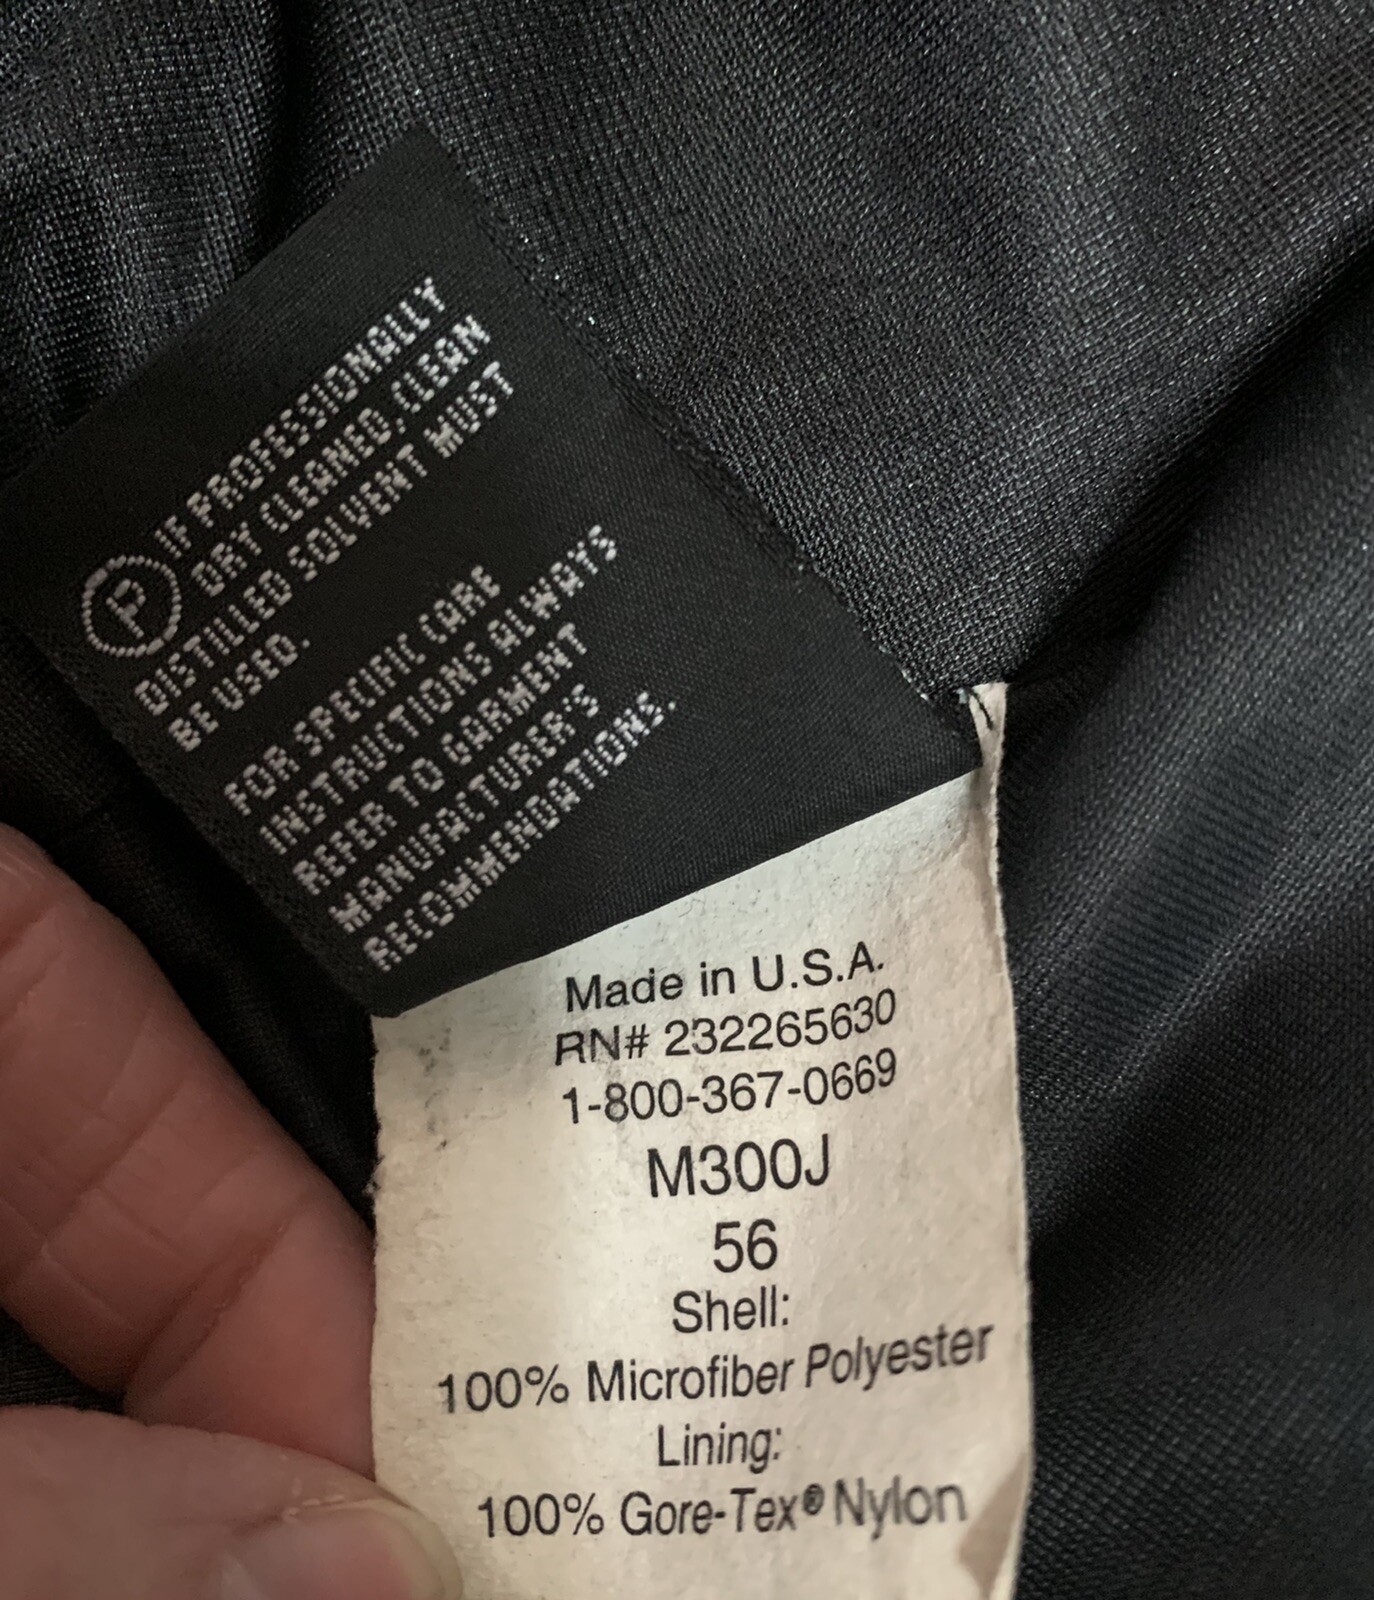 P
IF PROFESSIONALLY
DRY CLEANED, CLEAN
DISTILLED SOLVENT MUST
BE USED.
FOR SPECIFIC CARE
INSTRUCTIONS ALWAYS
REFER TO GARMENT
MANUFACTURER'S
RECOMMENDATIONS.
Made in U.S.A.
RN# 232265630
1-800-367-0669
M300J
56
Shell:
100% Microfiber Polyester
Lining:
100% Gore-Tex® Nylon